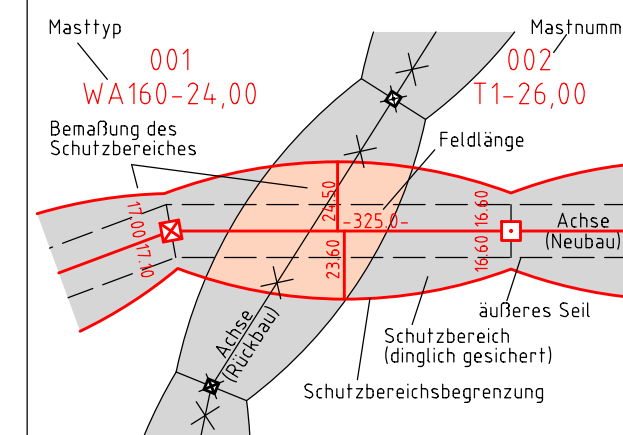 Masttyp
Mastnumm
001
WA160-24,00
002
T1-26,00
Bemaßung des
Schutzbereiches
Feldlänge
17.00
17.10
24.50
-325.0-
23.60
16.60
16.60
Achse
(Neubau)
Achse
(Rückbau)
äußeres Seil
Schutzbereich
(dinglich gesichert)
Schutzbereichsbegrenzung